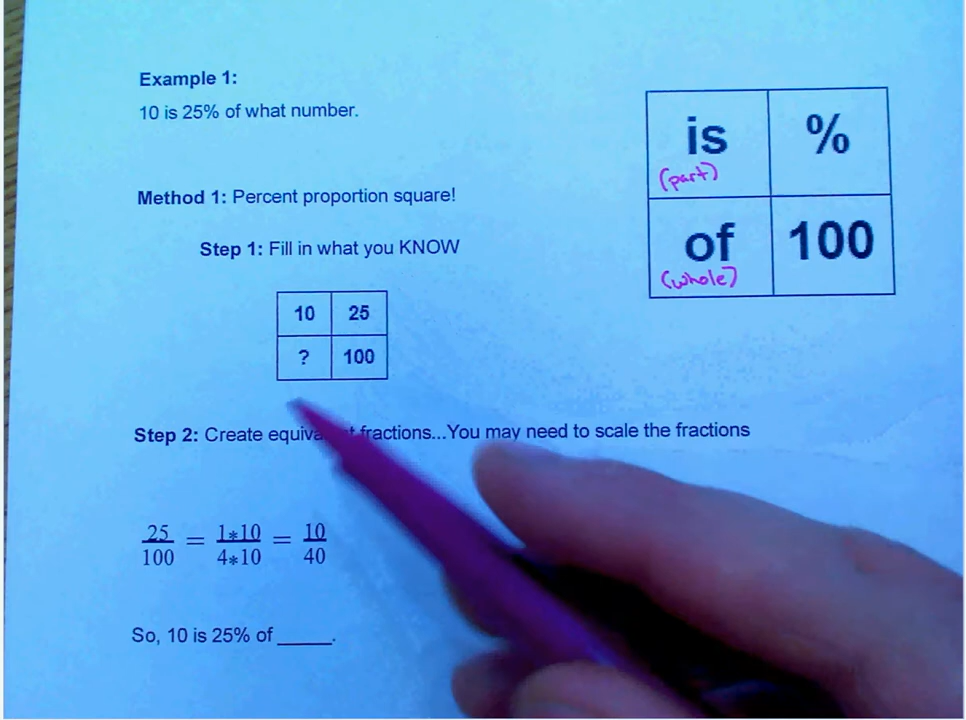 Example 1:
10 is 25% of what number.
is %
(part)
of 100
(whole)
Method 1: Percent proportion square!
Step 1: Fill in what you KNOW
10 25
? 100
Step 2: Create fractions...You may need to scale the fractions
25/100 = 1*10/4*10 = 10/40
So, 10 is 25% of _____.